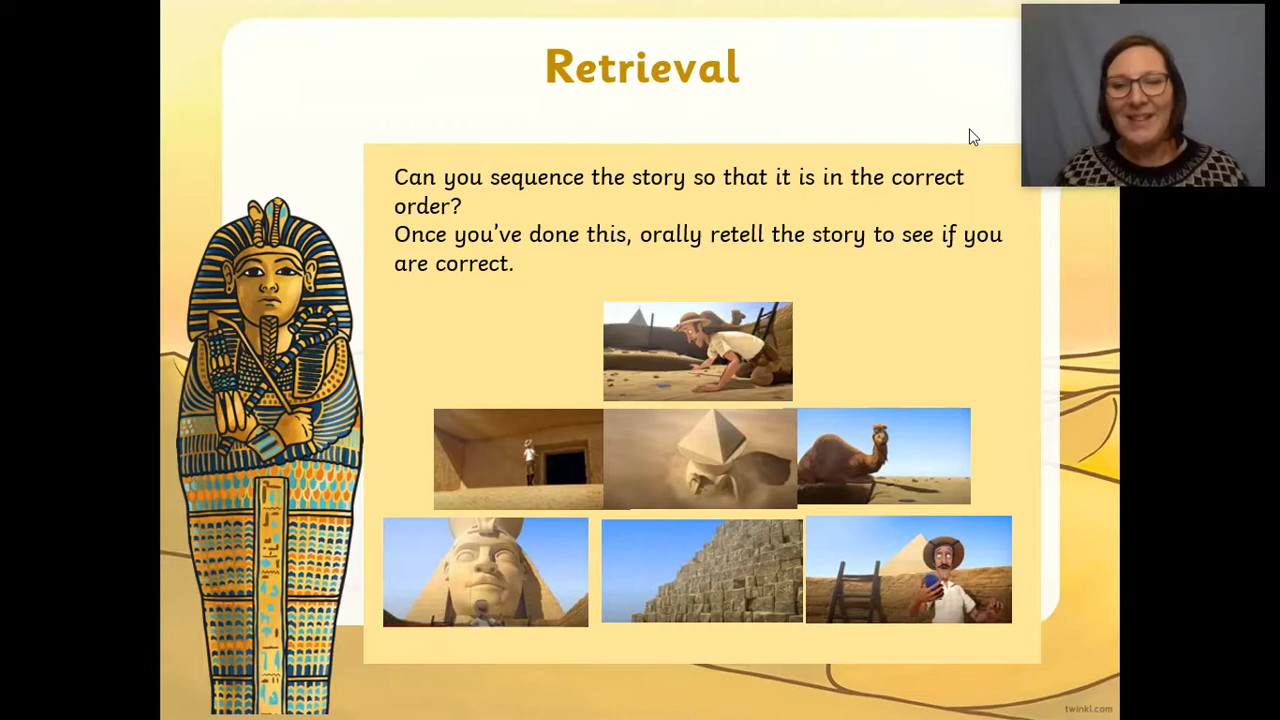 Retrieval
Can you sequence the story so that it is in the correct
order?
Once you've done this, orally retell the story to see if you
are correct.
twinkl.com